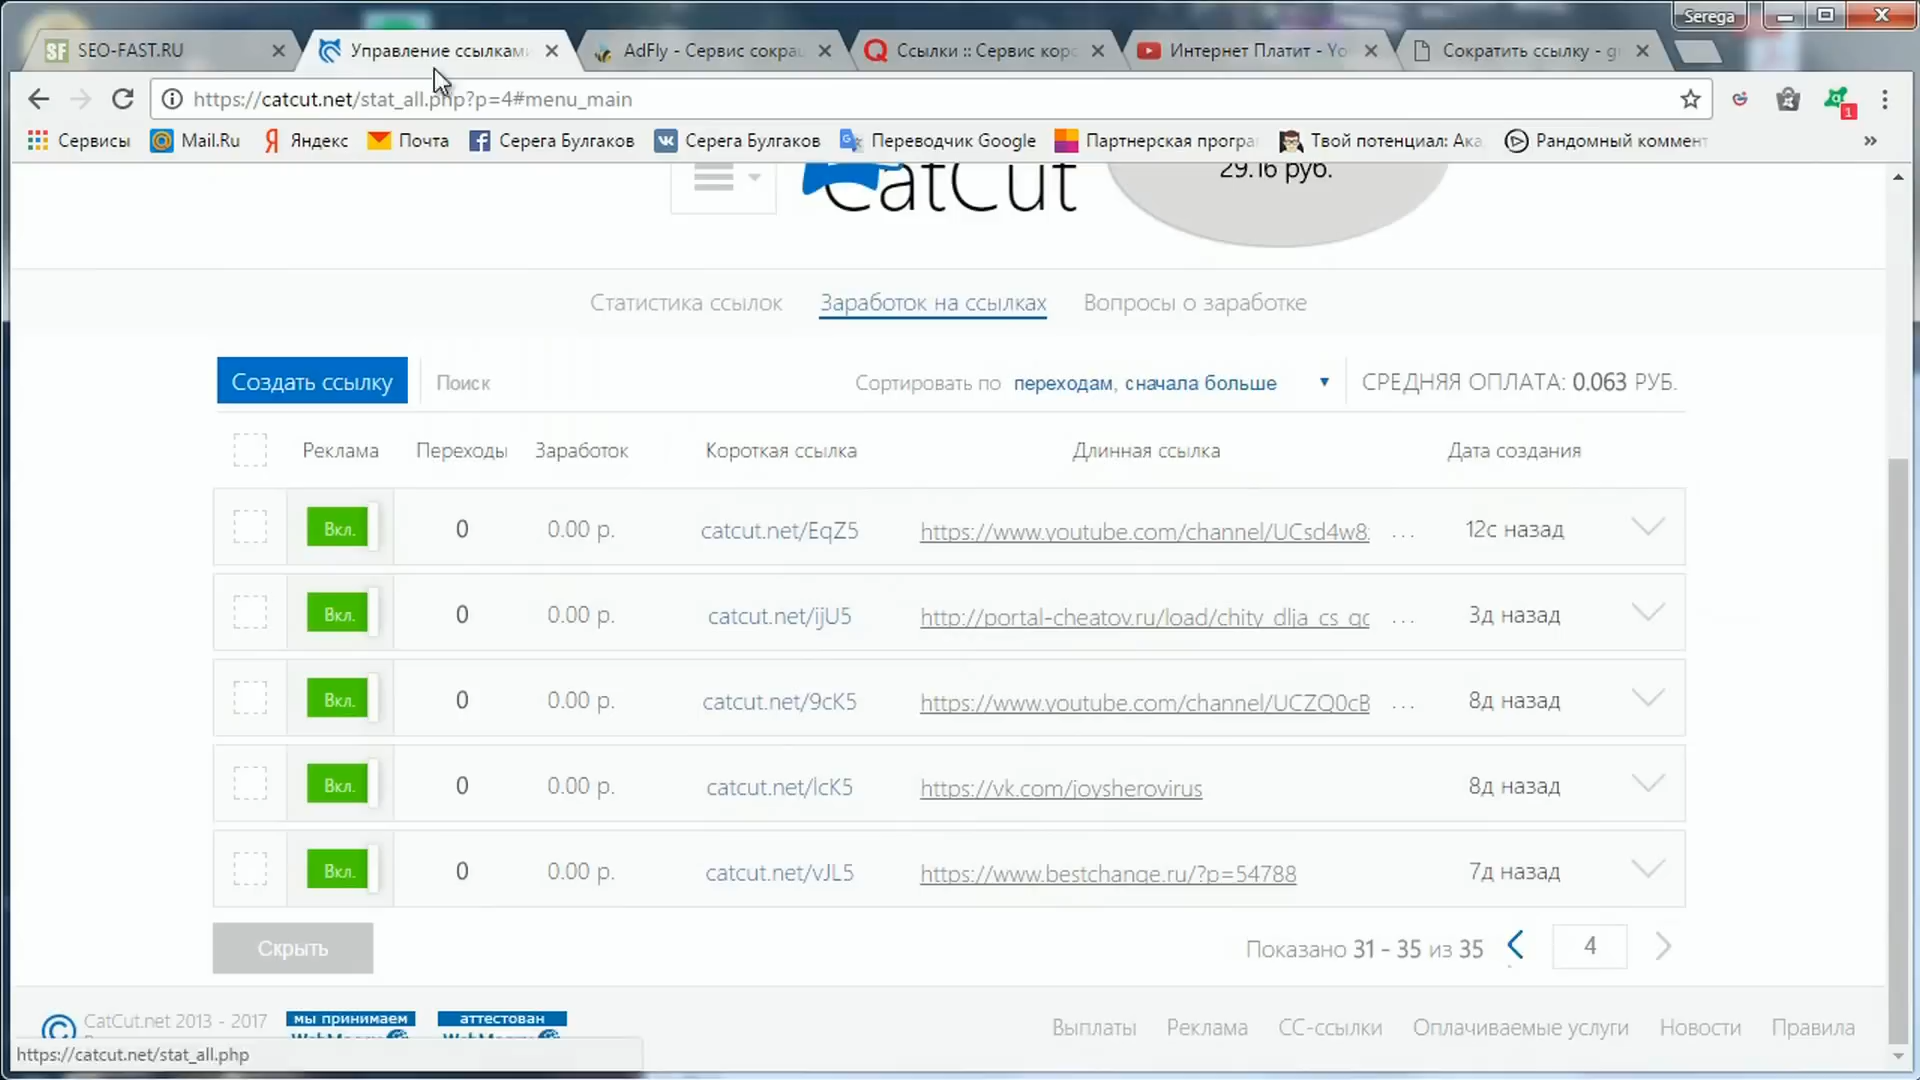 Serega
SEO-FAST.RU
Управление ссылками
AdFly - Сервис сокращ
Ссылки :: Сервис корс
Интернет Платит - Yo
Сократить ссылку - g
https://catcut.net/stat_all.php?p=4#menu_main
1
Сервисы
Mail.Ru
Яндекс
Почта
Серега Булгаков
Серега Булгаков
Переводчик Google
Партнерская програ
Твой потенциал: Ака
Рандомный коммент
»
CatCut
29.16 руб.
Статистика ссылок
Заработок на ссылках
Вопросы о заработке
Создать ссылку
Поиск
Сортировать по переходам, сначала больше
СРЕДНЯЯ ОПЛАТА: 0.063 РУБ.
Реклама Переходы Заработок Короткая ссылка Длинная ссылка Дата создания
Вкл. 0 0.00 р. catcut.net/EqZ5 https://www.youtube.com/channel/UCsd4w8 ... 12с назад
Вкл. 0 0.00 р. catcut.net/ijU5 http://portal-cheatov.ru/load/chity_dlja_cs_gc ... 3д назад
Вкл. 0 0.00 р. catcut.net/9cK5 https://www.youtube.com/channel/UCZQ0cB ... 8д назад
Вкл. 0 0.00 р. catcut.net/lcK5 https://vk.com/joysherovirus 8д назад
Вкл. 0 0.00 р. catcut.net/vJL5 https://www.bestchange.ru/?p=54788 7д назад
Скрыть
Показано 31 - 35 из 35
4
© CatCut.net 2013 - 2017
мы принимаем
WebMoney
аттестован
WebMoney
Выплаты
Реклама
СС-ссылки
Оплачиваемые услуги
Новости
Правила
https://catcut.net/stat_all.php